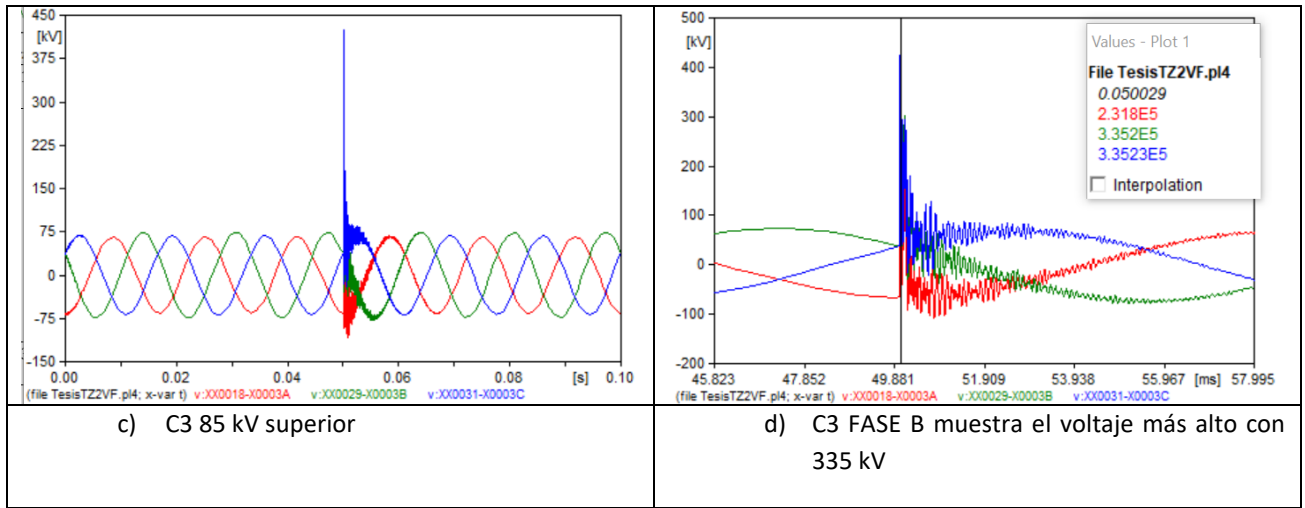 450
[kV]
375
300
225
150
75
0
-75
-150
0.00 0.02 0.04 0.06 0.08 [s] 0.10
(file TesisTZ2VF.pl4; x-var t) v:XX0018-X0003A v:XX0029-X0003B v:XX0031-X0003C
500
[kV]
400
300
200
100
0
-100
-200
45.823 47.852 49.881 51.909 53.938 55.967 [ms] 57.995
(file TesisTZ2VF.pl4; x-var t) v:XX0018-X0003A v:XX0029-X0003B v:XX0031-X0003C
Values - Plot 1
File TesisTZ2VF.pl4
0.050029
2.318E5
3.352E5
3.3523E5
Interpolation
c) C3 85 kV superior
d) C3 FASE B muestra el voltaje más alto con
335 kV